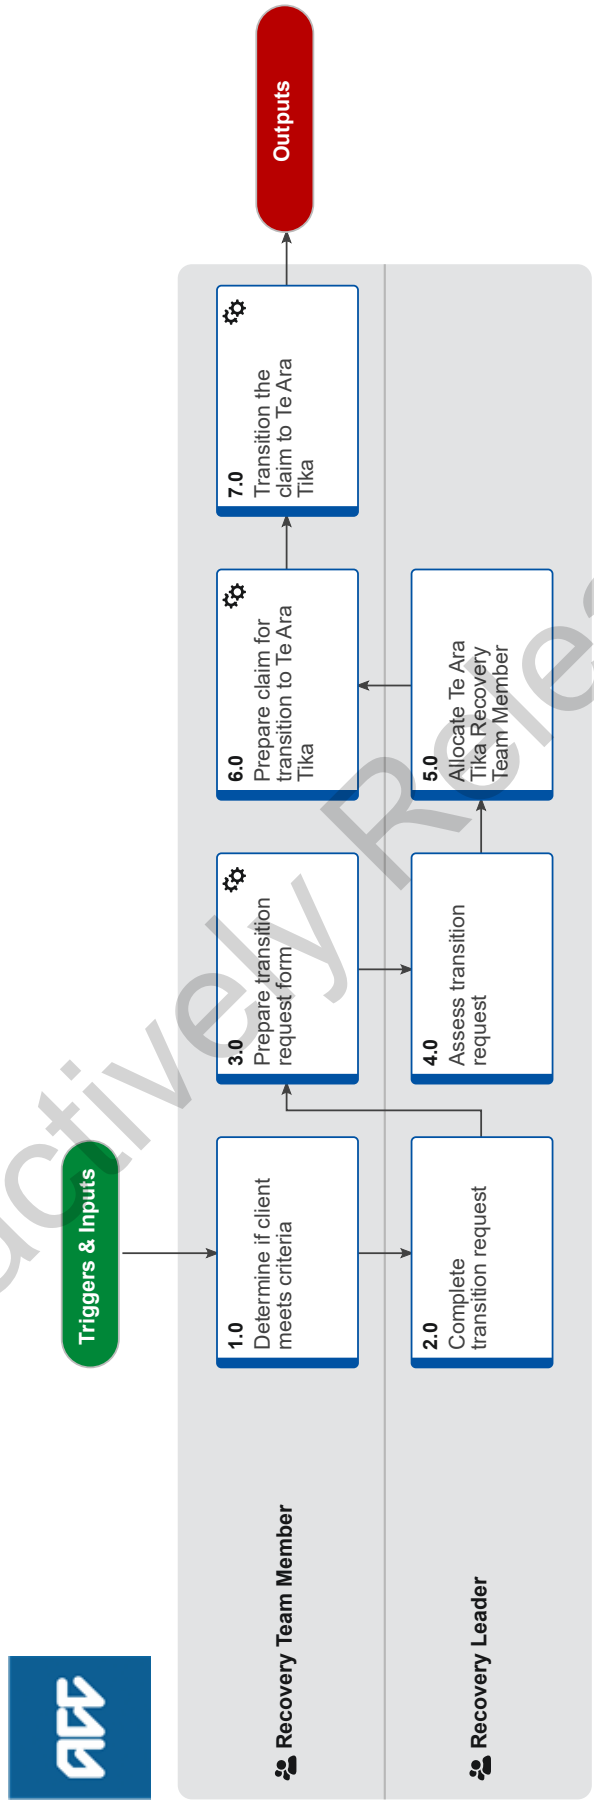 ACC
Triggers & Inputs
Outputs
Recovery Team Member
1.0
Determine if client
meets criteria
3.0
Prepare transition
request form
6.0
Prepare claim for
transition to Te Ara
Tika
7.0
Transition the
claim to Te Ara
Tika
Recovery Leader
2.0
Complete
transition request
4.0
Assess transition
request
5.0
Allocate Te Ara
Tika Recovery
Team Member